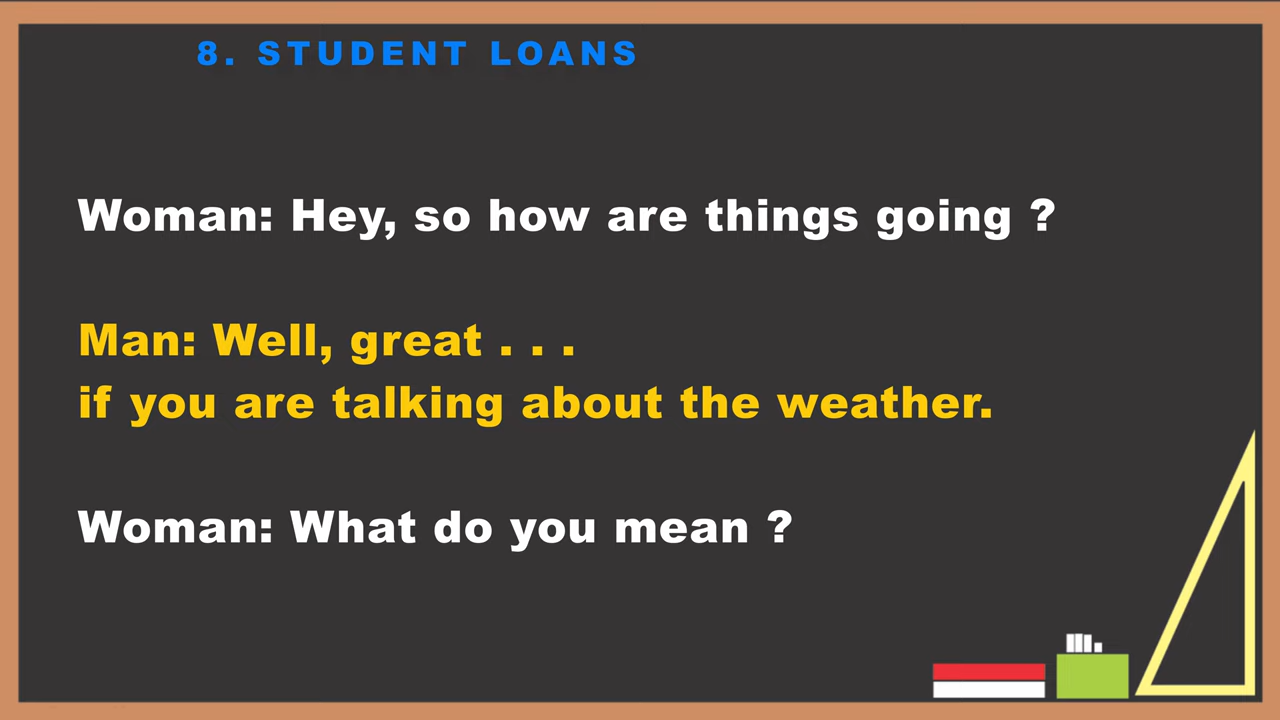 8. STUDENT LOANS
Woman: Hey, so how are things going ?
Man: Well, great . . .
if you are talking about the weather.
Woman: What do you mean ?